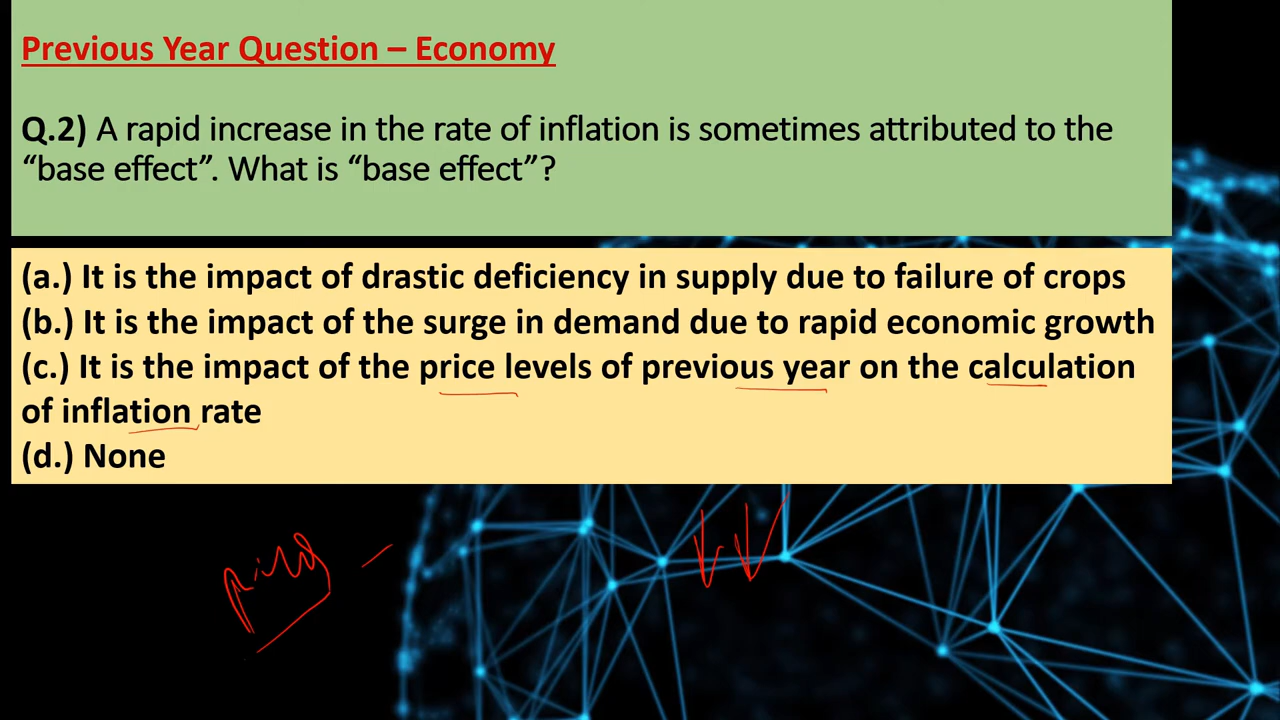 Previous Year Question – Economy
Q.2) A rapid increase in the rate of inflation is sometimes attributed to the
“base effect”. What is “base effect”?
(a.) It is the impact of drastic deficiency in supply due to failure of crops
(b.) It is the impact of the surge in demand due to rapid economic growth
(c.) It is the impact of the price levels of previous year on the calculation
of inflation rate
(d.) None